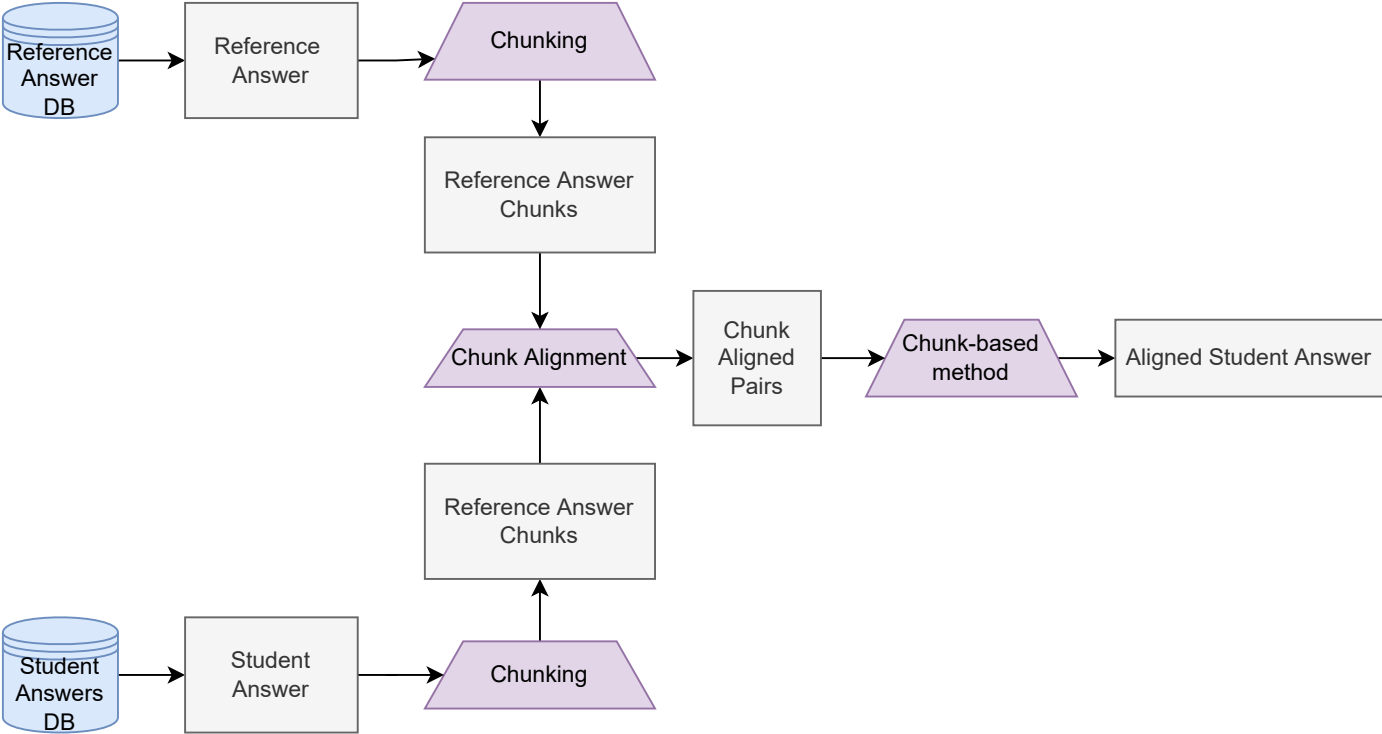 Reference
Answer
DB
Reference
Answer
Chunking
Reference Answer
Chunks
Chunk Alignment
Chunk
Aligned
Pairs
Chunk-based
method
Aligned Student Answer
Reference Answer
Chunks
Student
Answers
DB
Student
Answer
Chunking